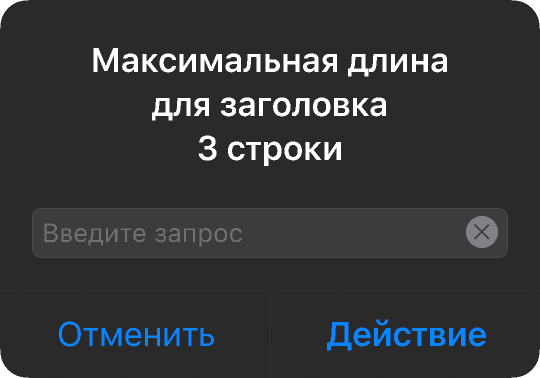 Максимальная длина
для заголовка
3 строки
Введите запрос
Отменить
Действие